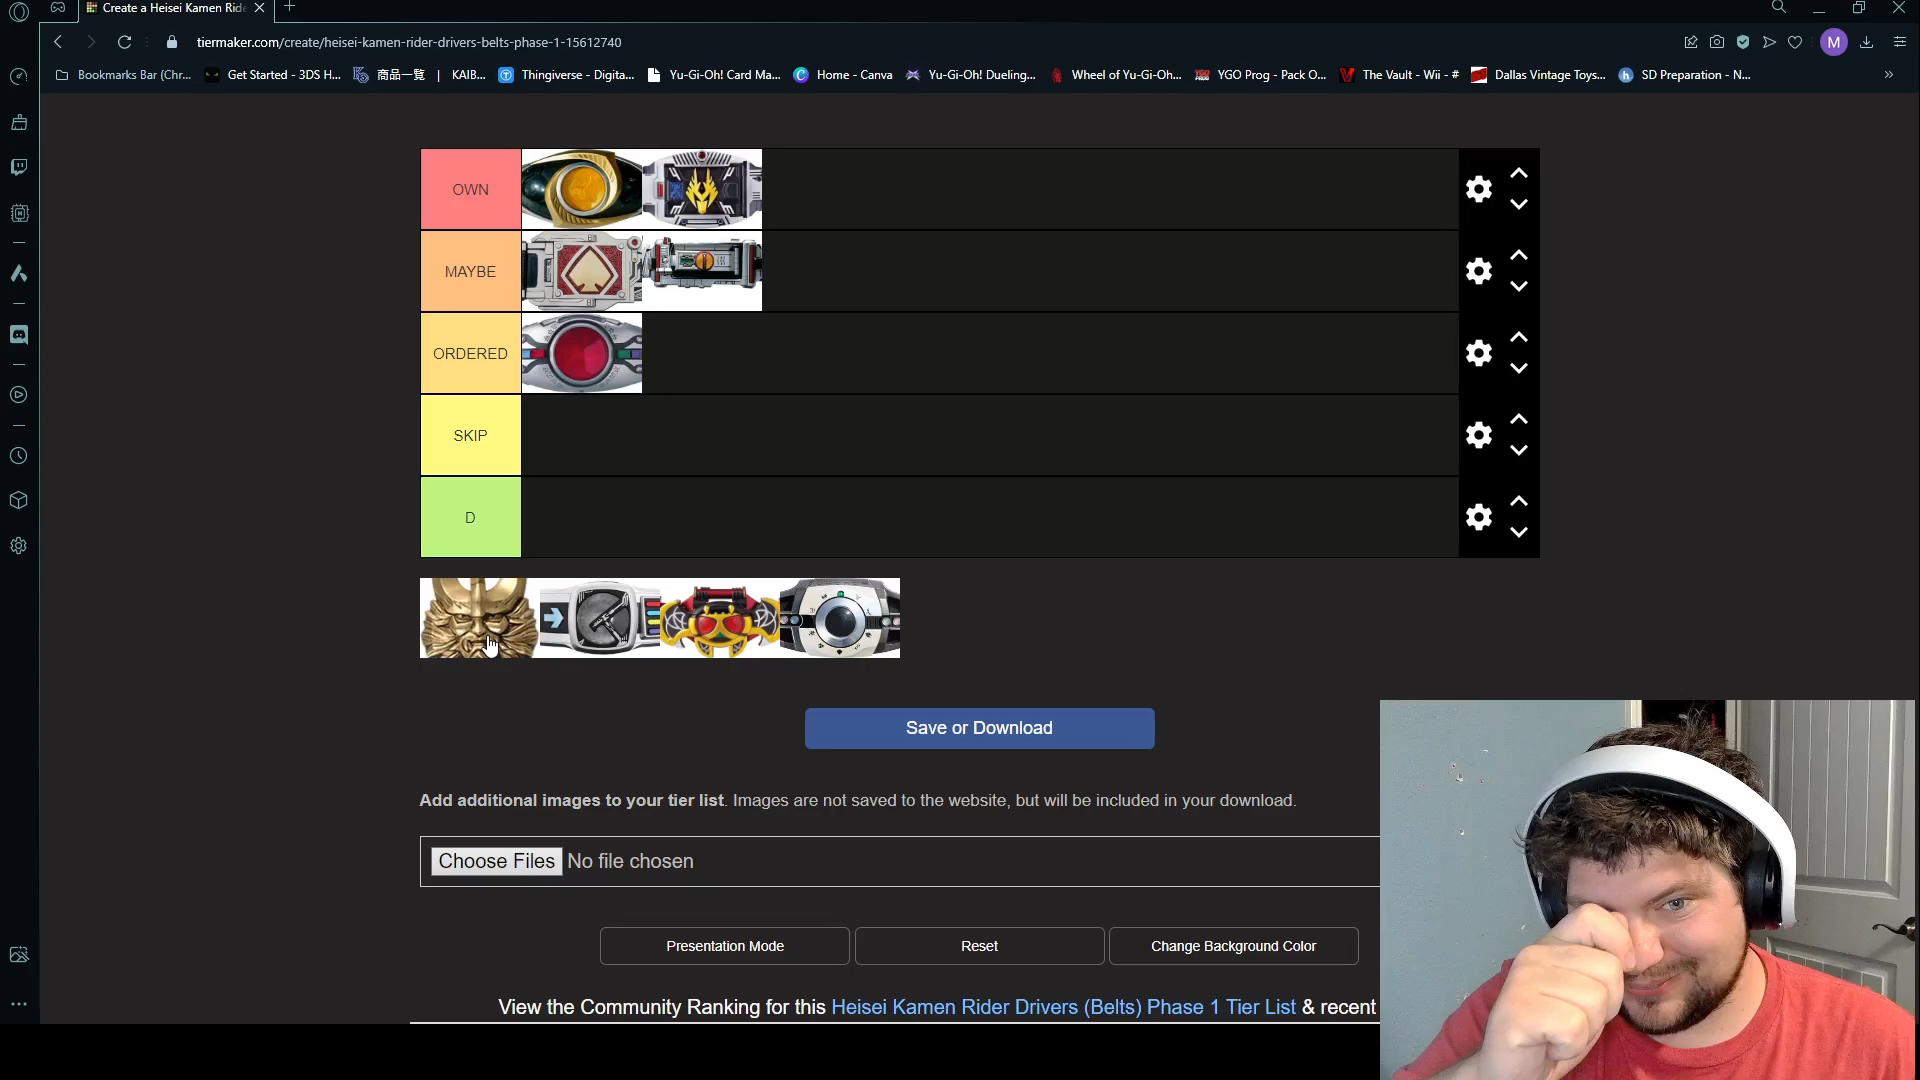 Create a Heisei Kamen Ride
tiermaker.com/create/heisei-kamen-rider-drivers-belts-phase-1-15612740
M
Bookmarks Bar (Chr... Get Started - 3DS H... 商品一覧 | KAIB... Thingiverse - Digita... Yu-Gi-Oh! Card Ma... Home - Canva Yu-Gi-Oh! Dueling... Wheel of Yu-Gi-Oh... YGO Prog - Pack O... The Vault - Wii - # Dallas Vintage Toys... SD Preparation - N... »
OWN
MAYBE
ORDERED
SKIP
D
Save or Download
Add additional images to your tier list. Images are not saved to the website, but will be included in your download.
Choose Files No file chosen
Presentation Mode Reset Change Background Color
View the Community Ranking for this Heisei Kamen Rider Drivers (Belts) Phase 1 Tier List & recent